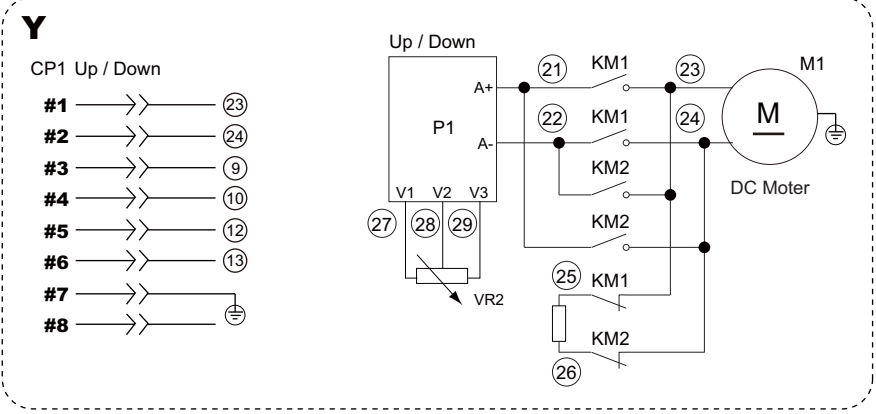 Y
CP1 Up / Down
#1 23
#2 24
#3 9
#4 10
#5 12
#6 13
#7
#8
Up / Down
P1
A+
A-
V1 V2 V3
27 28 29
VR2
21 KM1 23
22 KM1 24
KM2
KM2
25 KM1
KM2
26
M1
M
DC Moter